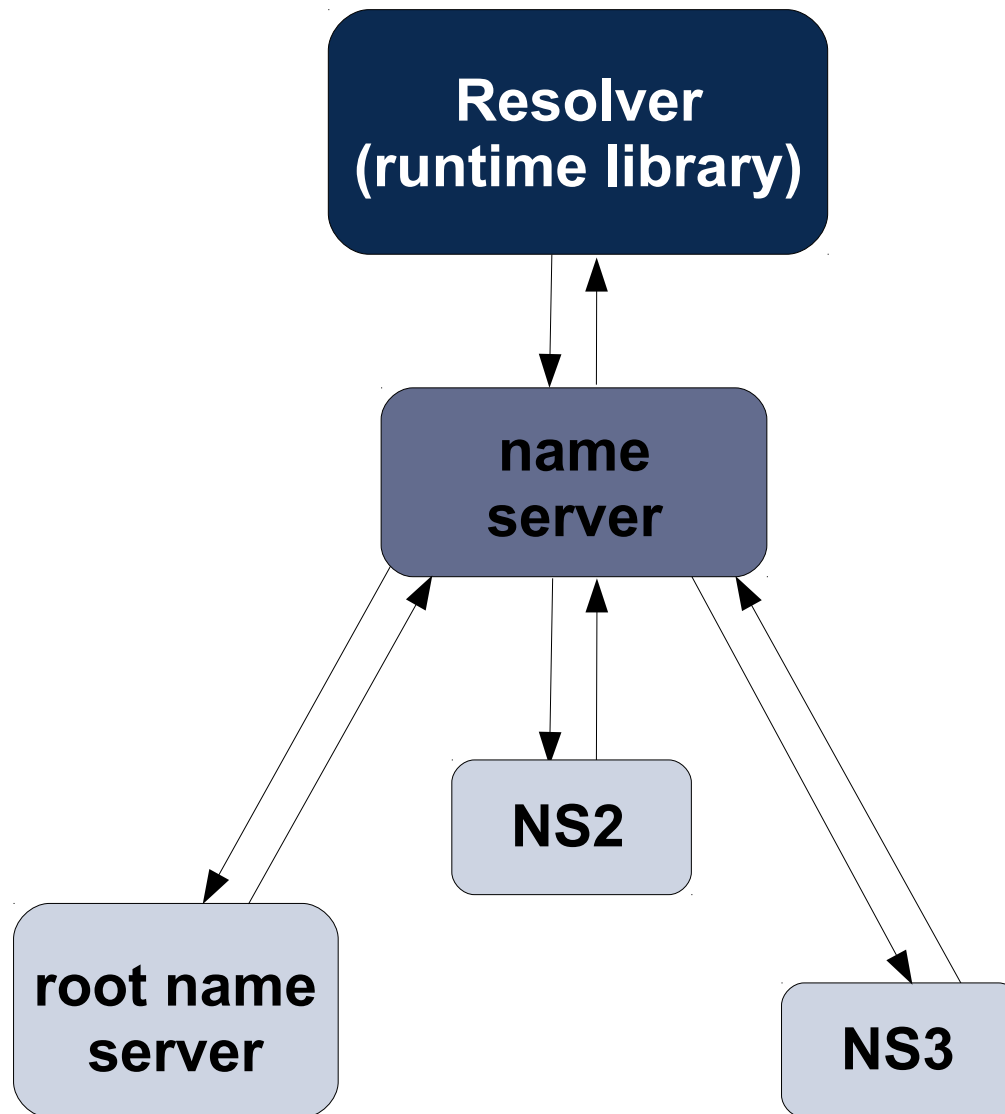 Resolver
(runtime library)
name
server
NS2
root name
server
NS3